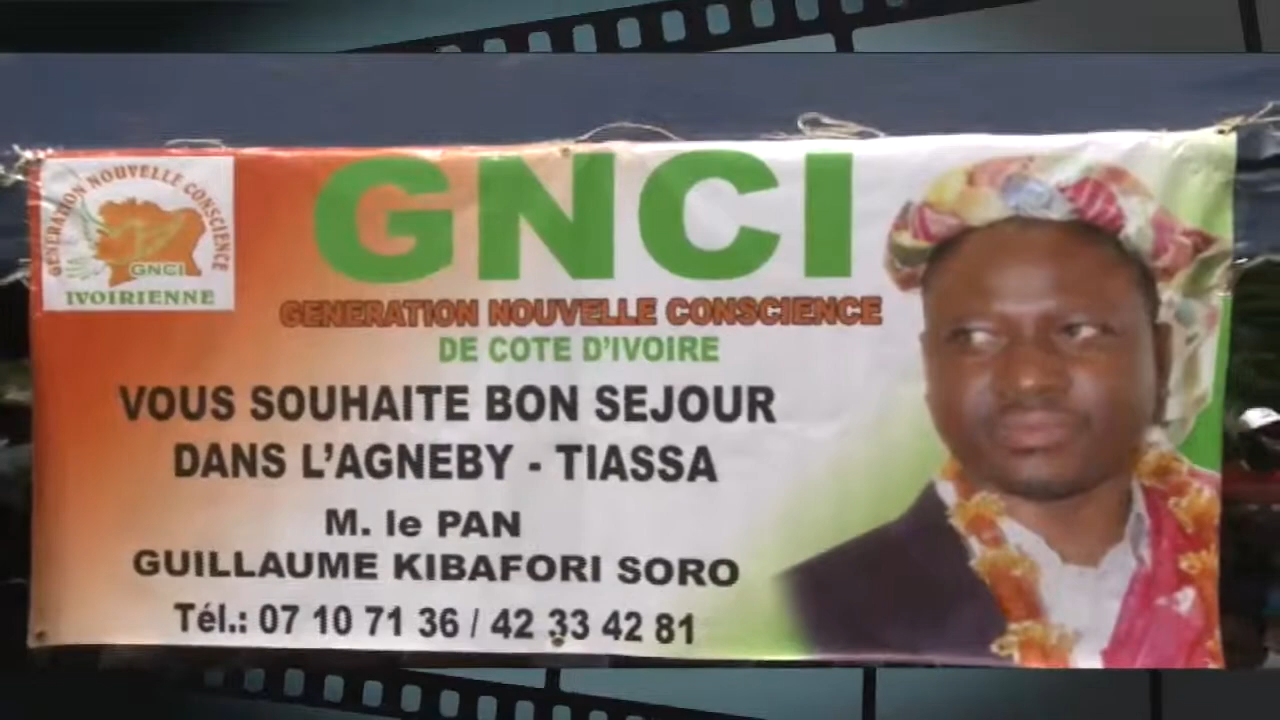 GENERATION NOUVELLE CONSCIENCE
GNCI
IVOIRIENNE
GNCI
GENERATION NOUVELLE CONSCIENCE
DE COTE D'IVOIRE
VOUS SOUHAITE BON SEJOUR
DANS L'AGNEBY - TIASSA
M. le PAN
GUILLAUME KIBAFORI SORO
Tél.: 07 10 71 36 / 42 33 42 81